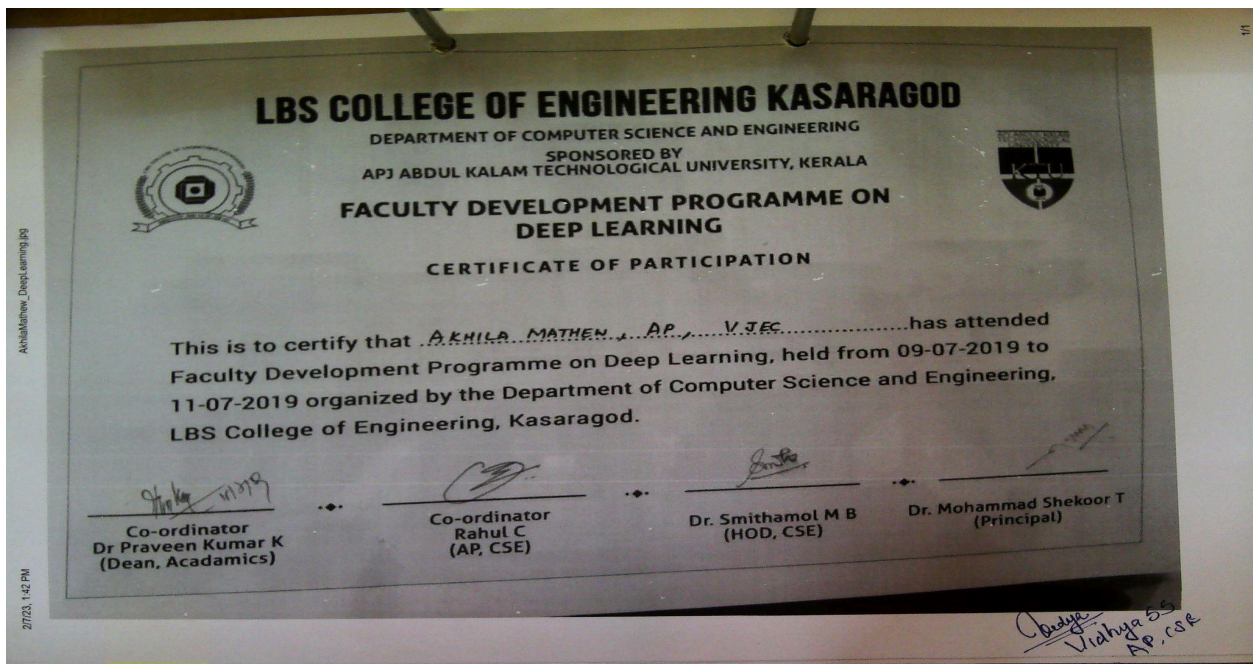 1/1
LBS COLLEGE OF ENGINEERING KASARAGOD
DEPARTMENT OF COMPUTER SCIENCE AND ENGINEERING
SPONSORED BY
APJ ABDUL KALAM TECHNOLOGICAL UNIVERSITY, KERALA
KTU
FACULTY DEVELOPMENT PROGRAMME ON
DEEP LEARNING
CERTIFICATE OF PARTICIPATION
This is to certify that AKHILA MATHEN, AP, VJEC has attended
Faculty Development Programme on Deep Learning, held from 09-07-2019 to
11-07-2019 organized by the Department of Computer Science and Engineering,
LBS College of Engineering, Kasaragod.
Co-ordinator
Dr Praveen Kumar K
(Dean, Acadamics)
Co-ordinator
Rahul C
(AP, CSE)
Dr. Smithamol M B
(HOD, CSE)
Dr. Mohammad Shekoor T
(Principal)
AkhilaMathew_DeepLearning.jpg
2/7/23, 1:42 PM
Vidhya SS
AP, CSE